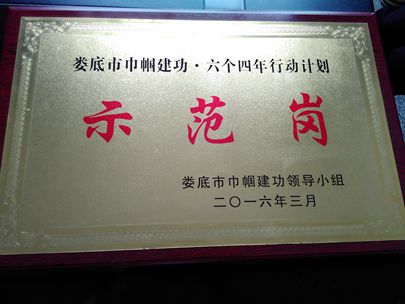 娄底市巾帼建功·六个四年行动计划
示范岗
娄底市巾帼建功领导小组
二〇一六年三月